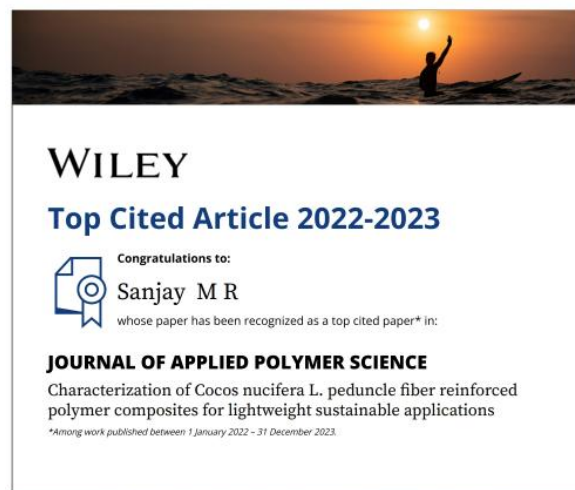 WILEY
Top Cited Article 2022-2023
Congratulations to:
Sanjay M R
whose paper has been recognized as a top cited paper* in:
JOURNAL OF APPLIED POLYMER SCIENCE
Characterization of Cocos nucifera L. peduncle fiber reinforced
polymer composites for lightweight sustainable applications
*Among work published between 1 January 2022 – 31 December 2023.